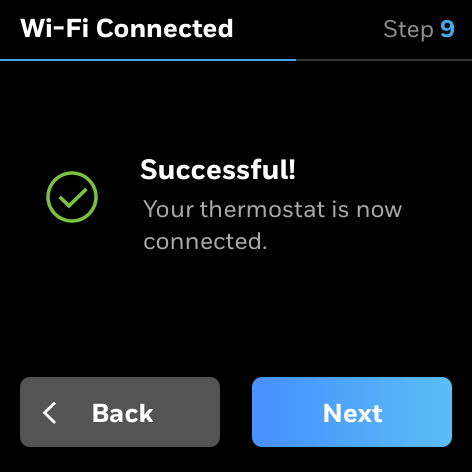 Wi-Fi Connected
Step 9
Successful!
Your thermostat is now
connected.
Back
Next